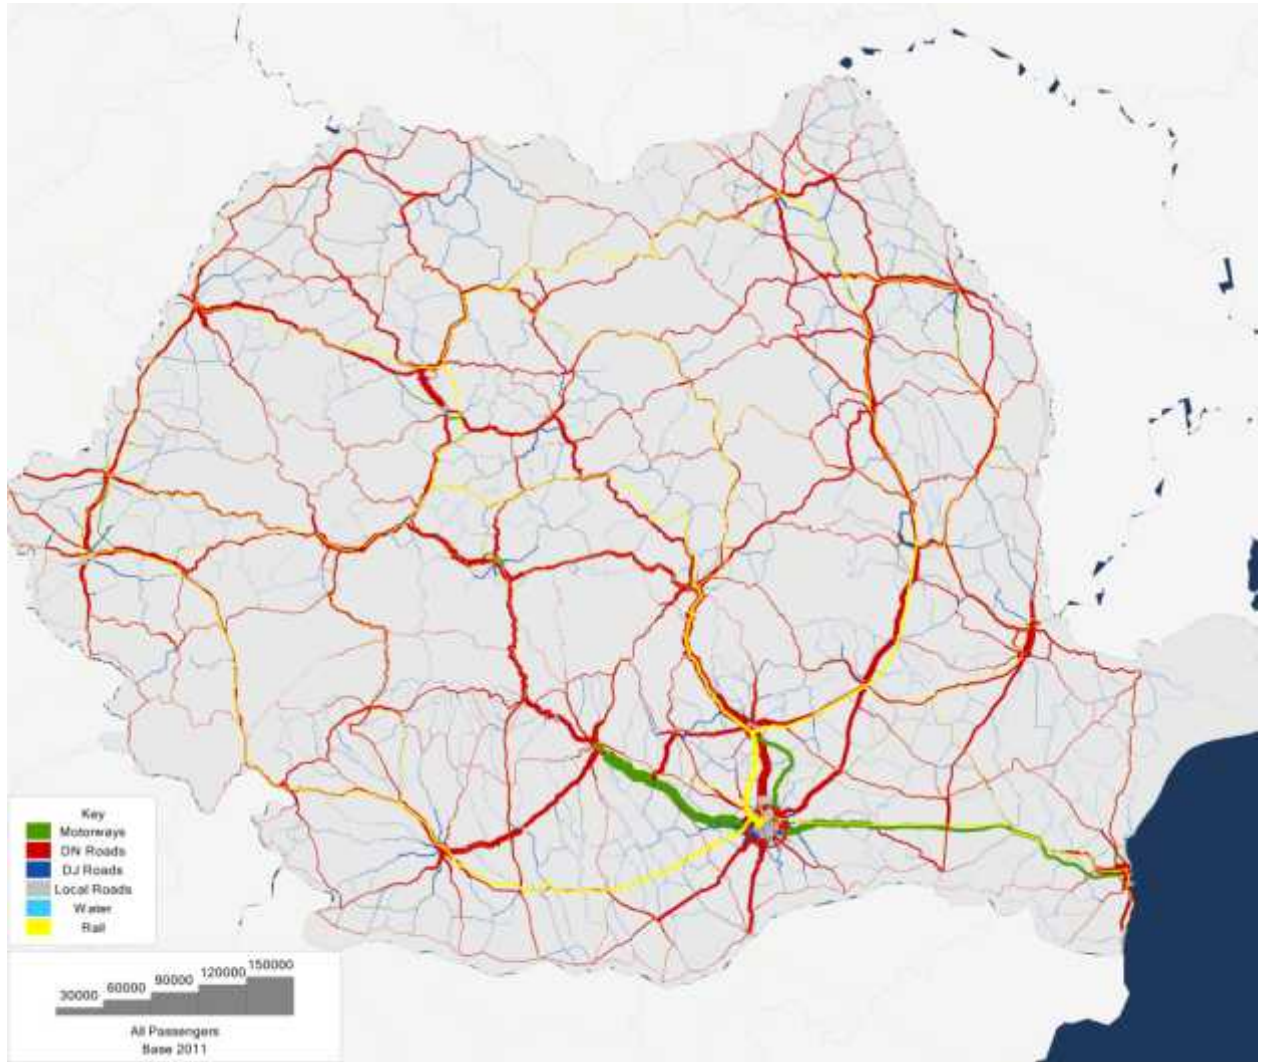 Key
Motorways
DN Roads
DJ Roads
Local Roads
Water
Rail
30000
60000
90000
120000
150000
All Passengers
Base 2011